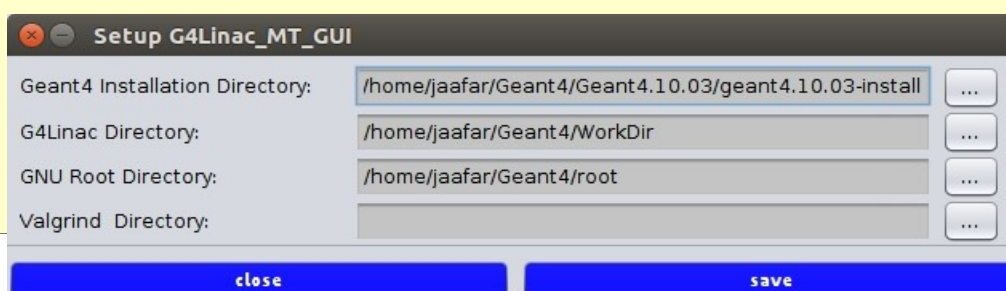 Setup G4Linac_MT_GUI
Geant4 Installation Directory: /home/jaafar/Geant4/Geant4.10.03/geant4.10.03-install ...
G4Linac Directory: /home/jaafar/Geant4/WorkDir ...
GNU Root Directory: /home/jaafar/Geant4/root ...
Valgrind Directory: ...
close save